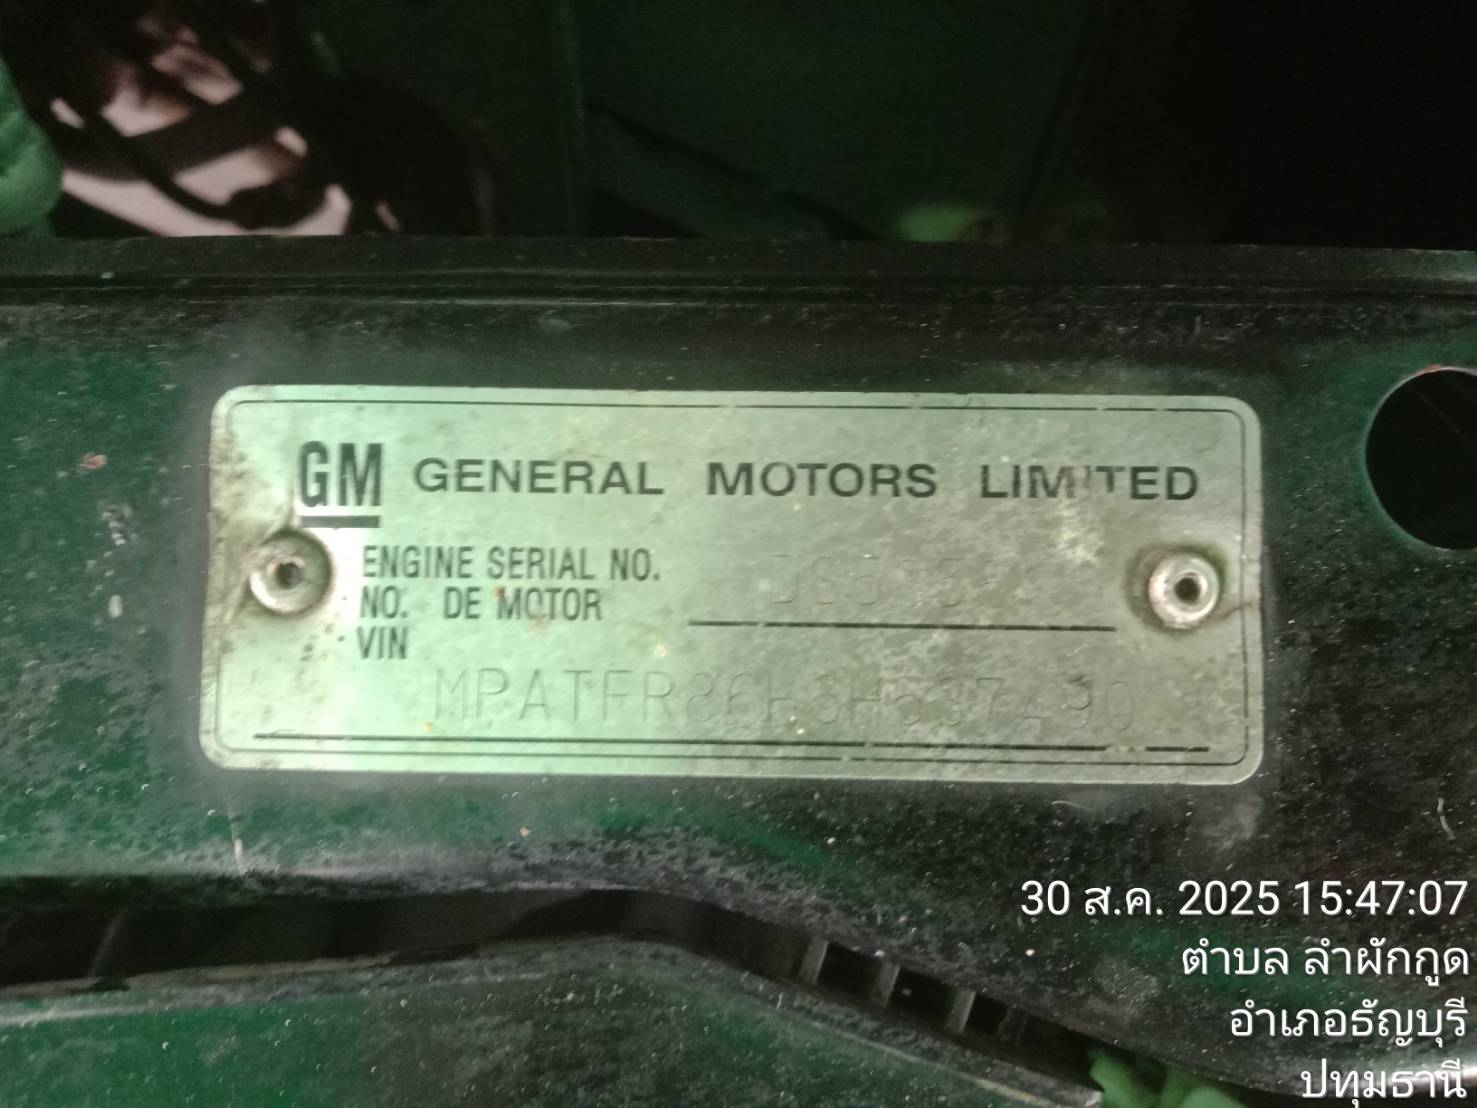 GM GENERAL MOTORS LIMITED
ENGINE SERIAL NO.
NO. DE MOTOR
VIN
30 ส.ค. 2025 15:47:07
ตำบล ลำผักกูด
อำเภอธัญบุรี
ปทุมธานี